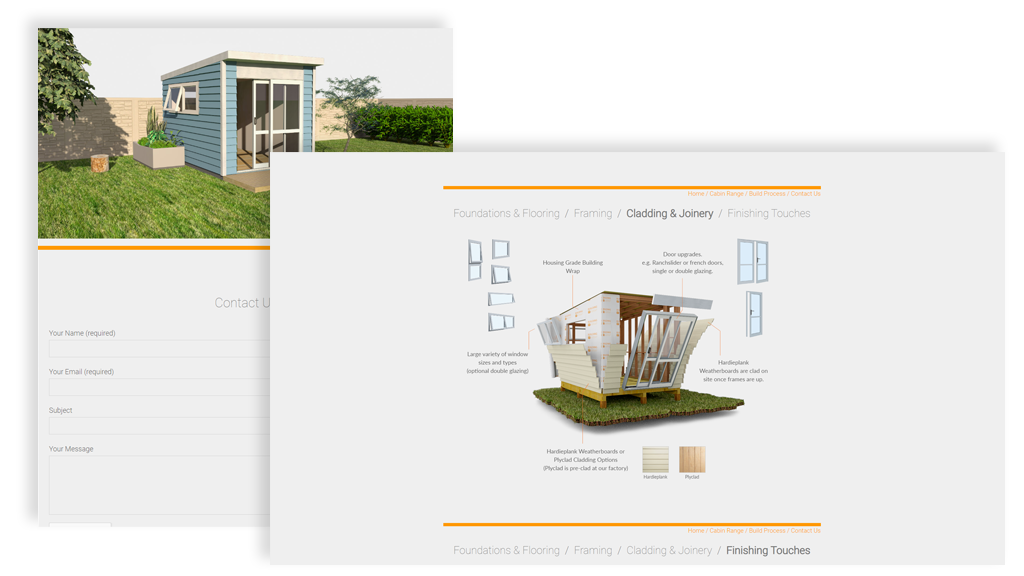 Contact U
Your Name (required)
Your Email (required)
Subject
Your Message
Home / Cabin Range / Build Process / Contact Us
Foundations & Flooring / Framing / Cladding & Joinery / Finishing Touches
Housing Grade Building
Wrap
Door upgrades.
e.g. Ranchslider or french doors,
single or double glazing.
Large variety of window
sizes and types
(optional double glazing)
Hardieplank
Weatherboards are clad on
site once frames are up.
Hardieplank Weatherboards or
Plyclad Cladding Options
(Plyclad is pre-clad at our factory)
Hardieplank
Plyclad
Home / Cabin Range / Build Process / Contact Us
Foundations & Flooring / Framing / Cladding & Joinery / Finishing Touches